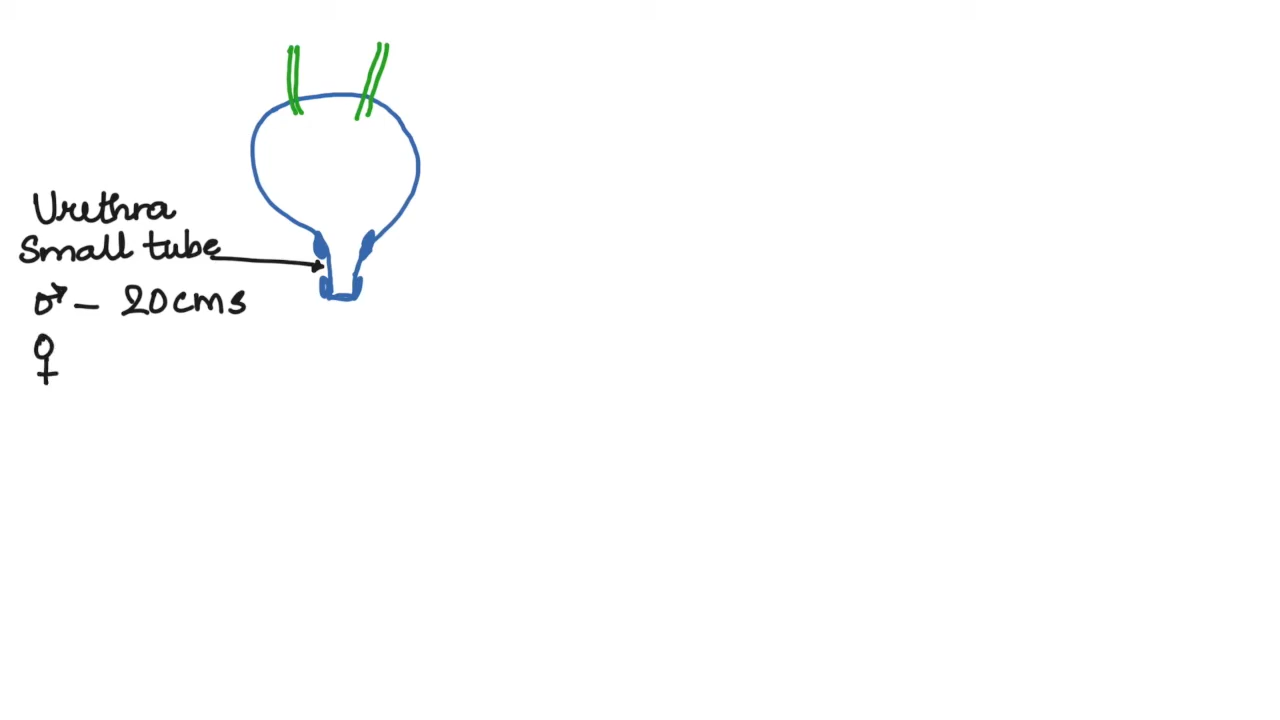 Urethra
Small tube
♂ - 20cms
♀